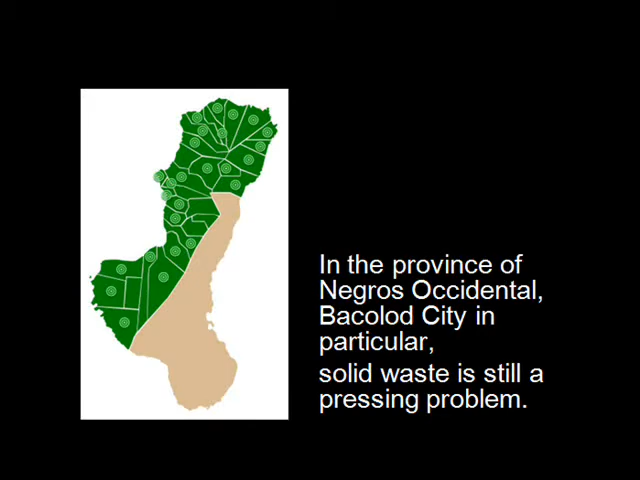 In the province of
Negros Occidental,
Bacolod City in
particular,
solid waste is still a
pressing problem.